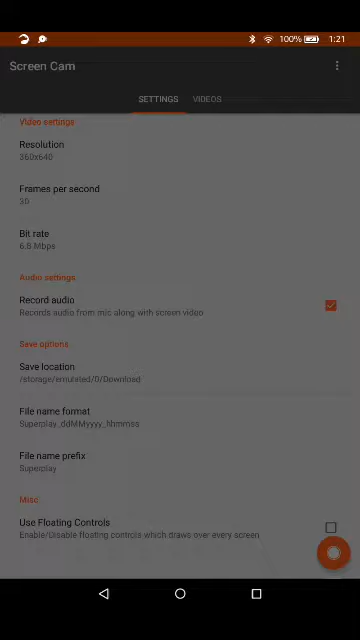 100% 1:21
Screen Cam
SETTINGS VIDEOS
Video settings
Resolution
360x640
Frames per second
30
Bit rate
6.8 Mbps
Audio settings
Record audio
Records audio from mic along with screen video
Save options
Save location
/storage/emulated/0/Download
File name format
Superplay_ddMMyyyy_hhmmss
File name prefix
Superplay
Misc
Use Floating Controls
Enable/Disable floating controls which draws over every screen